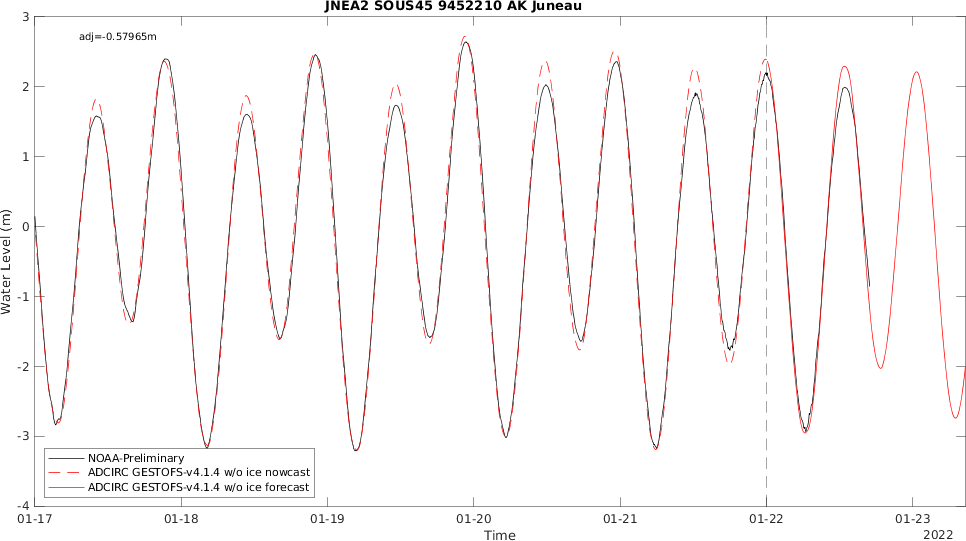 JNEA2 SOUS45 9452210 AK Juneau
adj=-0.57965m
3
2
1
0
-1
-2
-3
-4
Water Level (m)
NOAA-Preliminary
ADCIRC GESTOFS-v4.1.4 w/o ice nowcast
ADCIRC GESTOFS-v4.1.4 w/o ice forecast
01-17 01-18 01-19 01-20 01-21 01-22 01-23
Time
2022